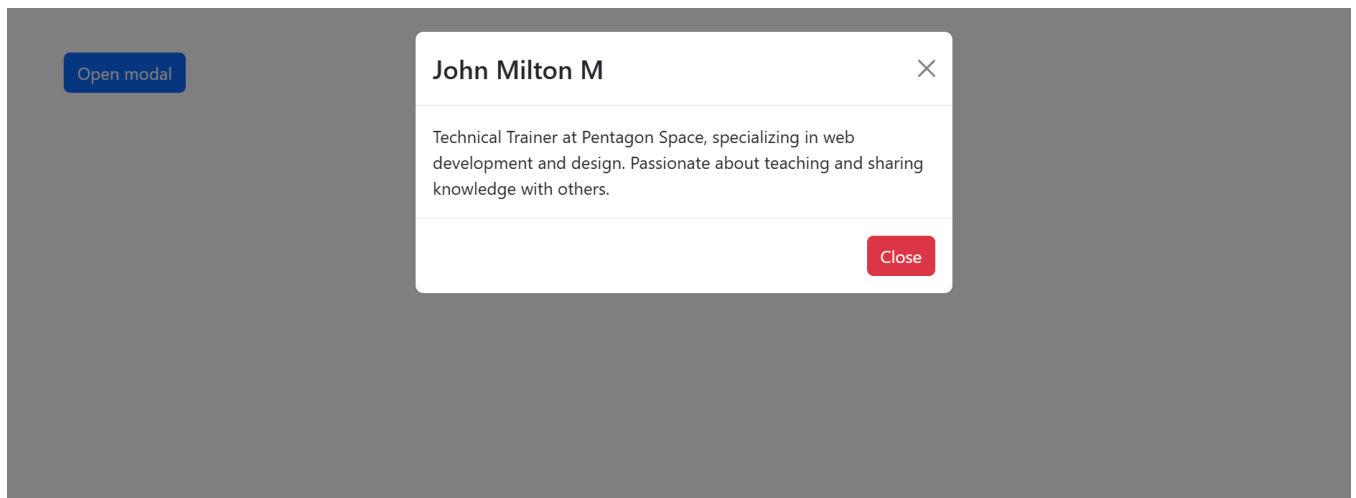 Open modal
John Milton M
Technical Trainer at Pentagon Space, specializing in web
development and design. Passionate about teaching and sharing
knowledge with others.
Close